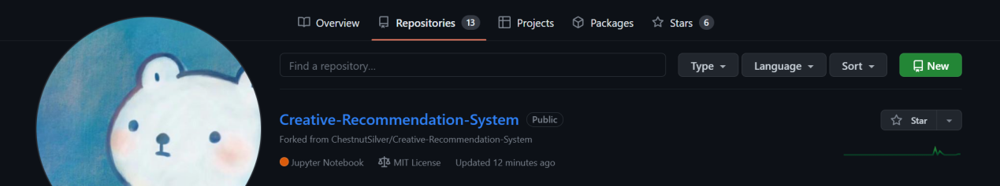 Overview Repositories 13 Projects Packages Stars 6
Find a repository... Type Language Sort New
Creative-Recommendation-System Public Star
Forked from ChestnutSilver/Creative-Recommendation-System
Jupyter Notebook MIT License Updated 12 minutes ago